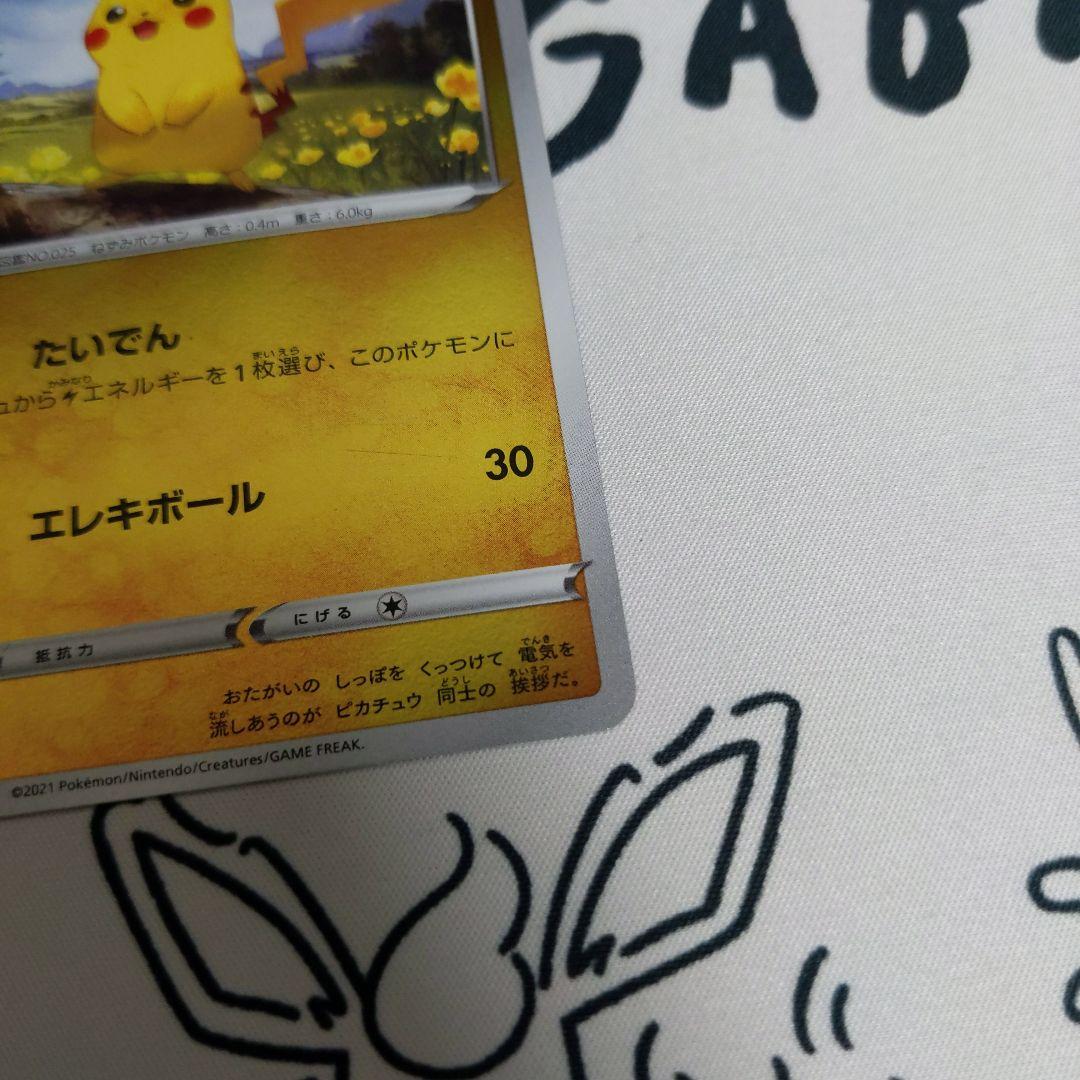 NO.025 ねずみポケモン 高さ:0.4m 重さ:6.0kg
たいでん
から エネルギーを1枚選び、このポケモンに
エレキボール 30
抵抗力 にげる
おたがいの しっぽを くっつけて 電気を
流しあうのが ピカチュウ 同士の 挨拶だ。
©2021 Pokémon/Nintendo/Creatures/GAME FREAK.